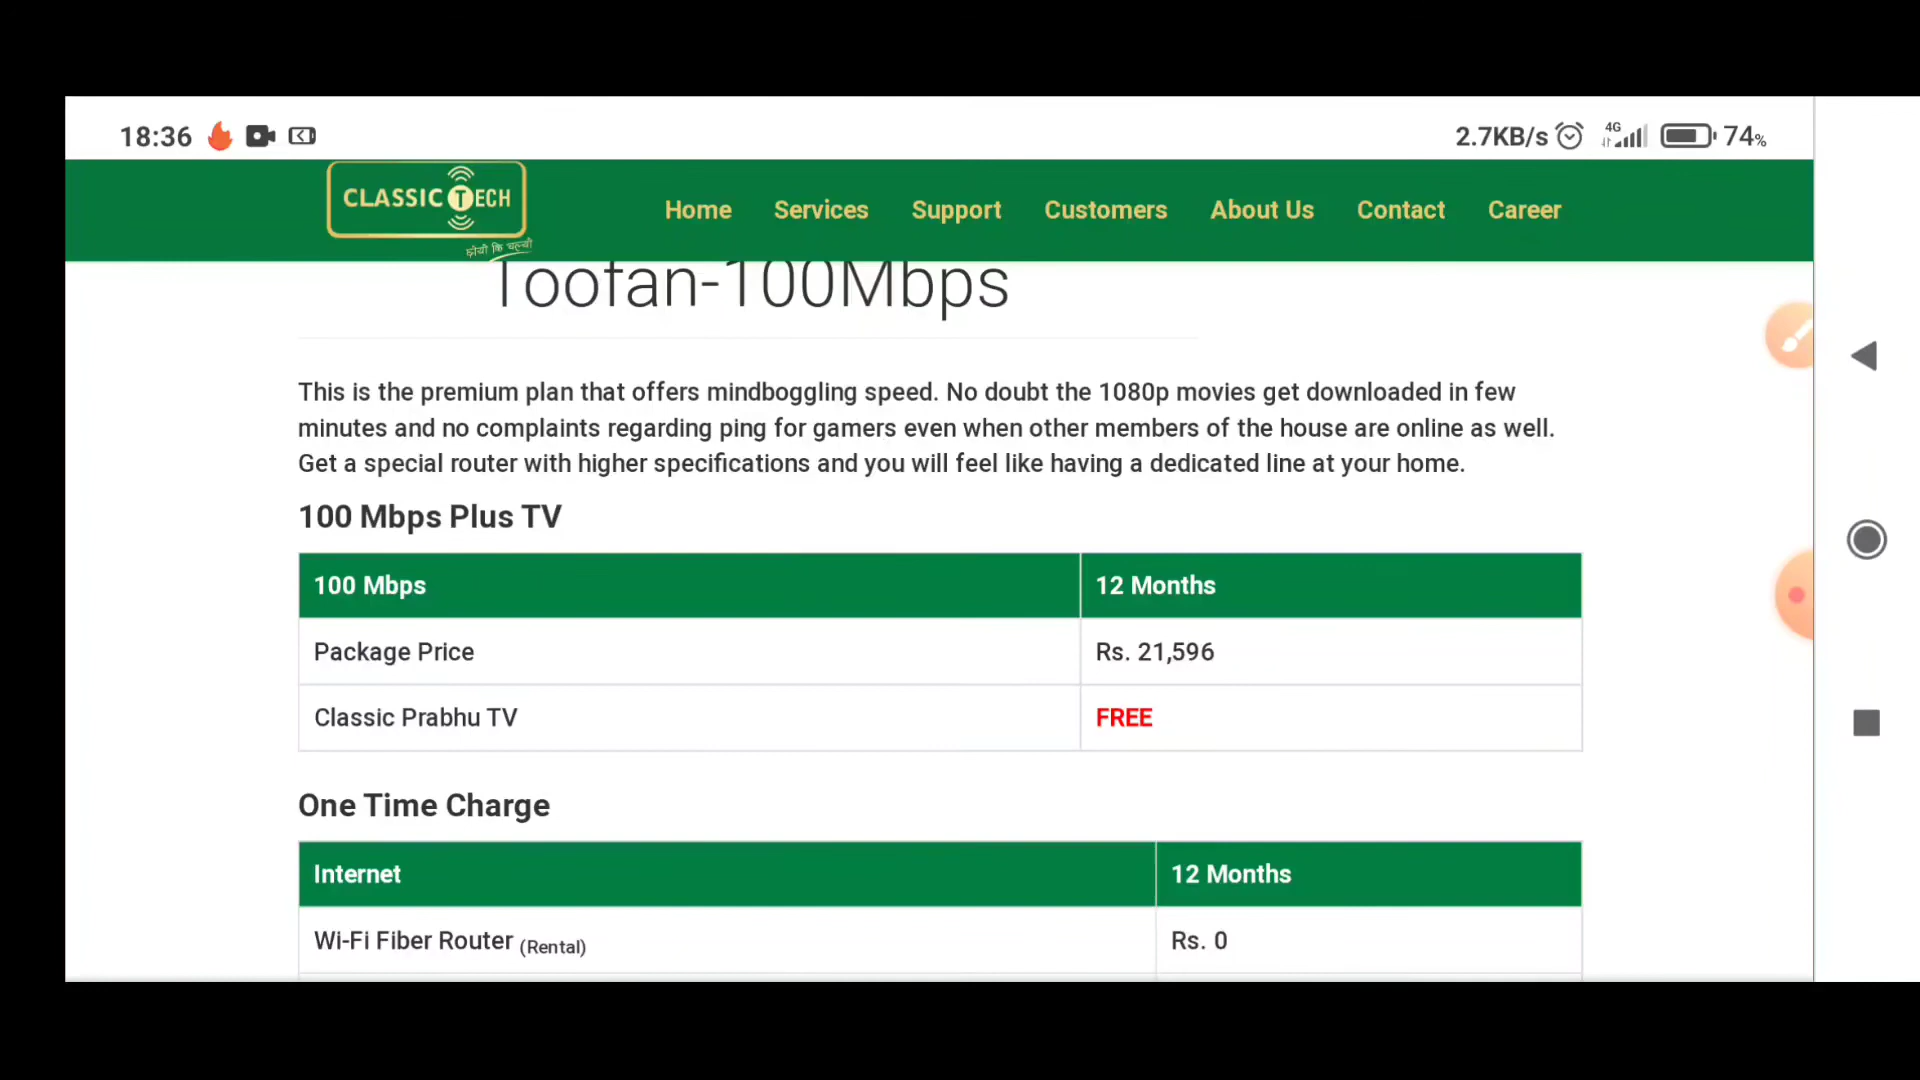 18:36 2.7KB/s 4G 74%
CLASSIC TECH
छोयो कि चल्यो
Home Services Support Customers About Us Contact Career
Toofan-100Mbps
This is the premium plan that offers mindboggling speed. No doubt the 1080p movies get downloaded in few
minutes and no complaints regarding ping for gamers even when other members of the house are online as well.
Get a special router with higher specifications and you will feel like having a dedicated line at your home.
100 Mbps Plus TV
100 Mbps 12 Months
Package Price Rs. 21,596
Classic Prabhu TV FREE
One Time Charge
Internet 12 Months
Wi-Fi Fiber Router (Rental) Rs. 0